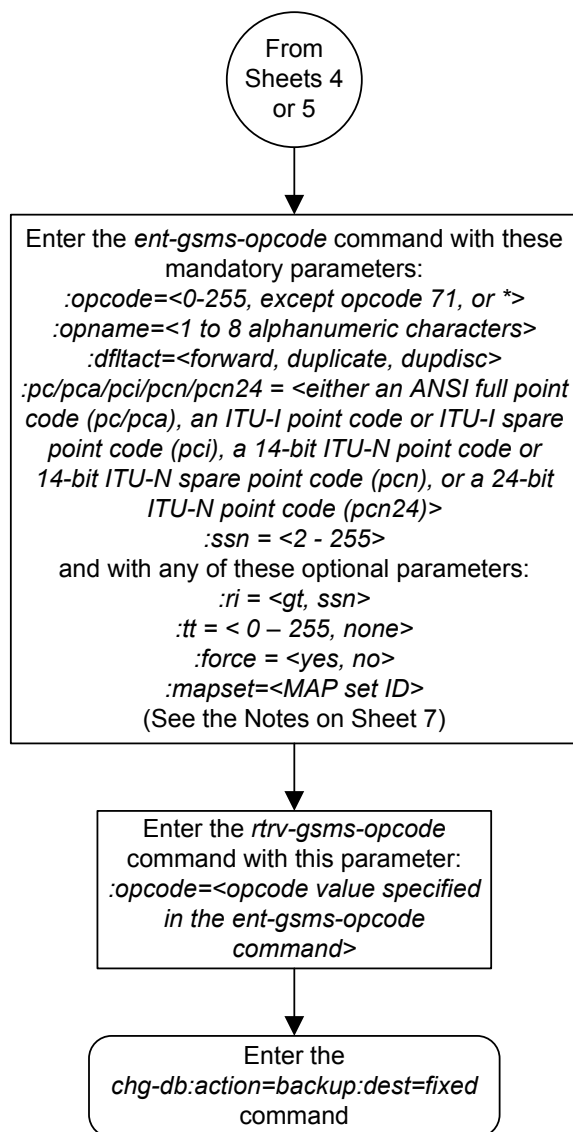 From
Sheets 4
or 5
Enter the ent-gsms-opcode command with these
mandatory parameters:
:opcode=<0-255, except opcode 71, or *>
:opname=<1 to 8 alphanumeric characters>
:dfltact=<forward, duplicate, dupdisc>
:pc/pca/pci/pcn/pcn24 = <either an ANSI full point
code (pc/pca), an ITU-I point code or ITU-I spare
point code (pci), a 14-bit ITU-N point code or
14-bit ITU-N spare point code (pcn), or a 24-bit
ITU-N point code (pcn24)>
:ssn = <2 - 255>
and with any of these optional parameters:
:ri = <gt, ssn>
:tt = < 0 – 255, none>
:force = <yes, no>
:mapset=<MAP set ID>
(See the Notes on Sheet 7)
Enter the rtrv-gsms-opcode
command with this parameter:
:opcode=<opcode value specified
in the ent-gsms-opcode
command>
Enter the
chg-db:action=backup:dest=fixed
command